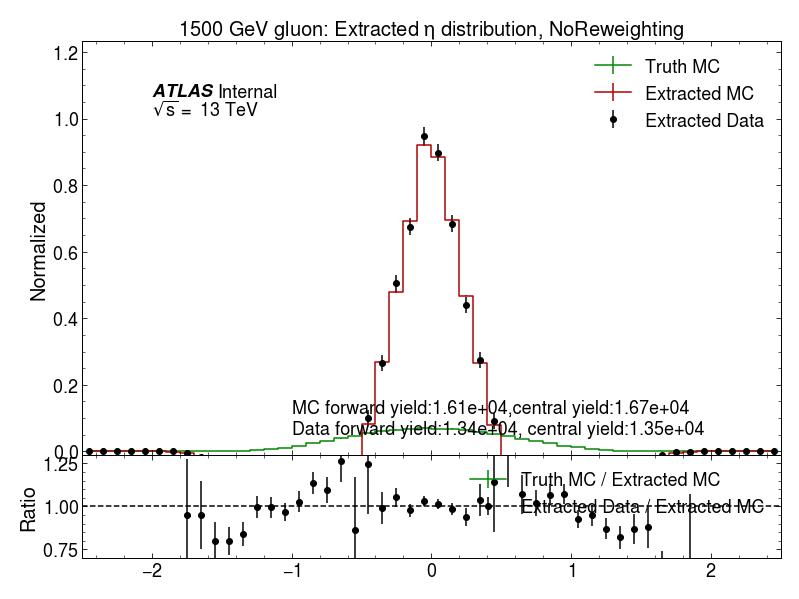 1500 GeV gluon: Extracted η distribution, NoReweighting
1.2
ATLAS Internal
√s = 13 TeV
Truth MC
Extracted MC
Extracted Data
1.0
0.8
Normalized
0.6
0.4
0.2
MC forward yield:1.61e+04,central yield:1.67e+04
Data forward yield:1.34e+04, central yield:1.35e+04
0.0
1.25
Truth MC / Extracted MC
Ratio
1.00
Extracted Data / Extracted MC
0.75
−2
−1
0
1
2